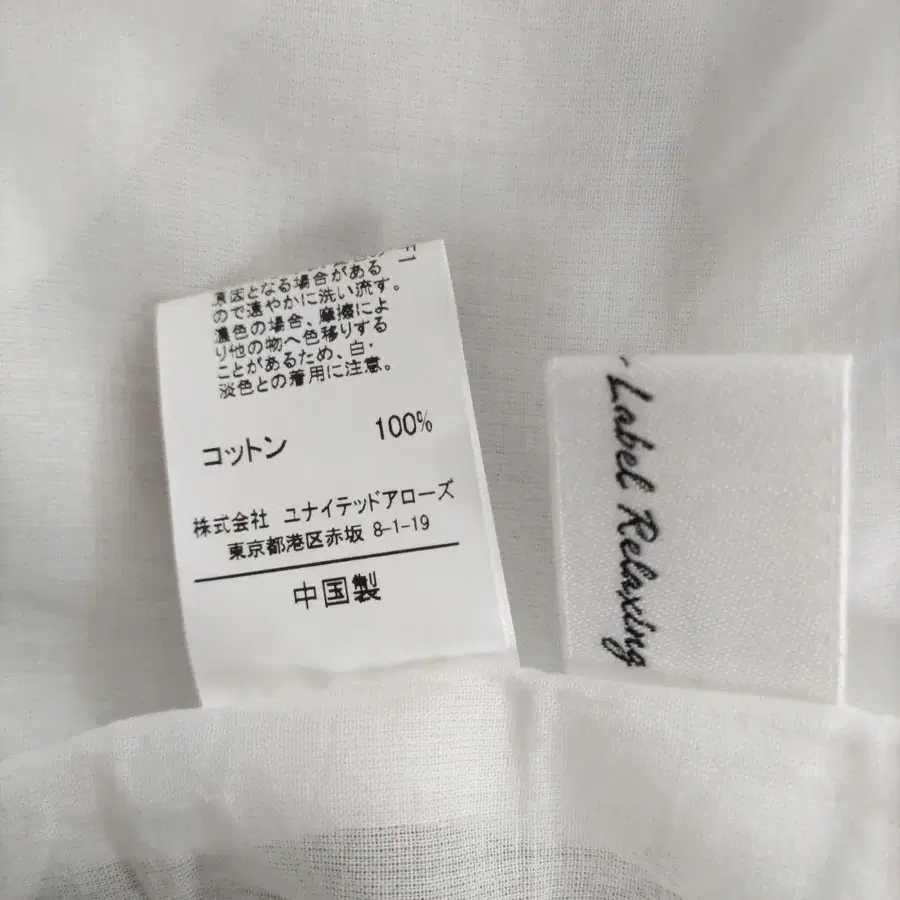 F1
原因となる場合がある
ので速やかに洗い流す。
濃色の場合、摩擦によ
り他の物へ色移りする
ことがあるため、白・
淡色との着用に注意。
コットン 100%
株式会社 ユナイテッドアローズ
東京都港区赤坂 8-1-19
中国製
Label Relaxing